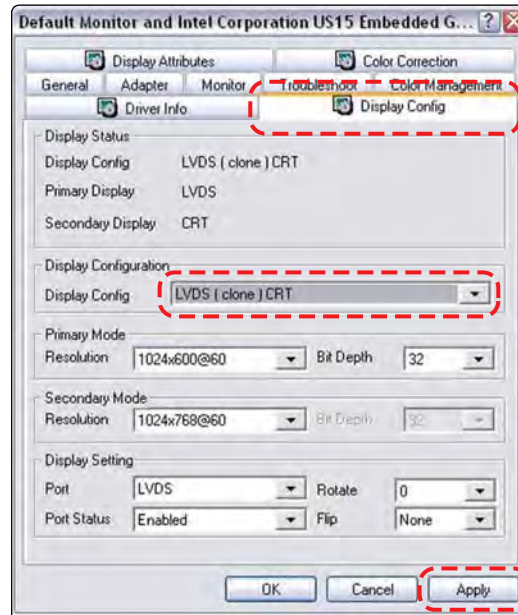 Default Monitor and Intel Corporation US15 Embedded G...
Display Attributes Color Correction
General Adapter Monitor Troubleshoot Color Management
Driver Info Display Config
Display Status
Display Config LVDS ( clone ) CRT
Primary Display LVDS
Secondary Display CRT
Display Configuration
Display Config LVDS ( clone ) CRT
Primary Mode
Resolution 1024x600@60 Bit Depth 32
Secondary Mode
Resolution 1024x768@60 Bit Depth 32
Display Setting
Port LVDS Rotate 0
Port Status Enabled Flip None
OK Cancel Apply